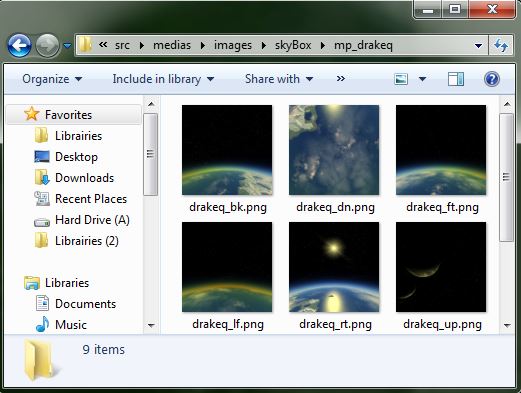 « src ▸ medias ▸ images ▸ skyBox ▸ mp_drakeq
Organize Include in library Share with »
Favorites
Librairies
Desktop
Downloads
Recent Places
Hard Drive (A)
Librairies (2)
Libraries
Documents
Music
drakeq_bk.png drakeq_dn.png drakeq_ft.png
drakeq_lf.png drakeq_rt.png drakeq_up.png
9 items